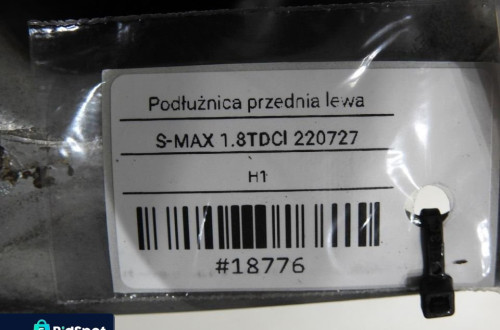 Podłużnica przednia lewa
S-MAX 1.8TDCI 220727
H1
#18776